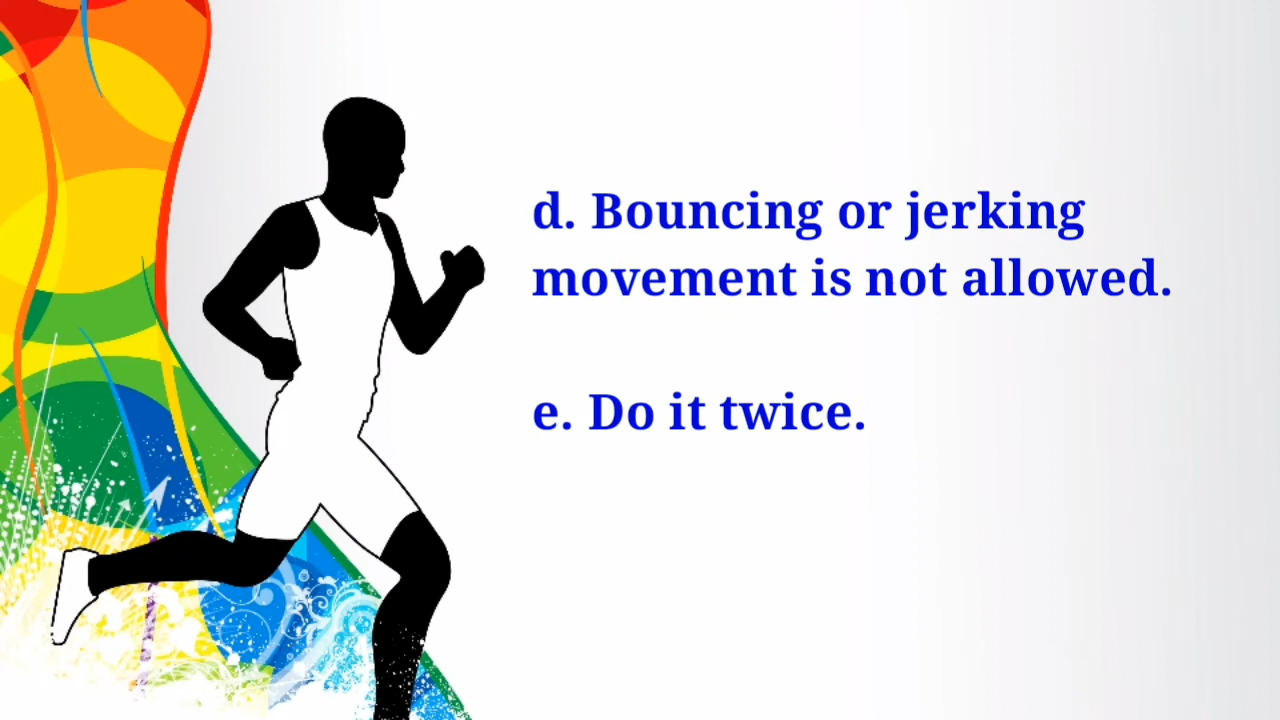 d. Bouncing or jerking
movement is not allowed.
e. Do it twice.